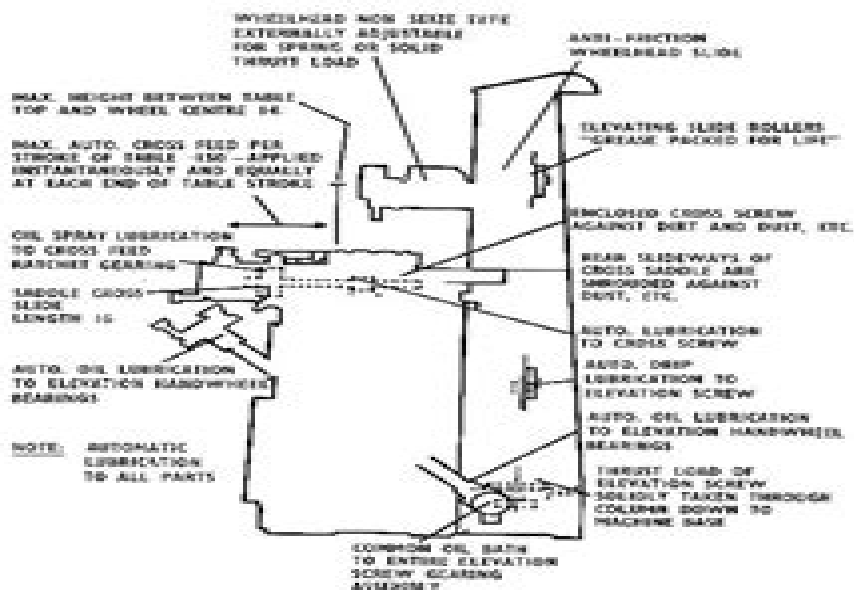 WHEELHEAD NON SEIZE TYPE
EXTERNALLY ADJUSTABLE
FOR SPRING OR SOLID
THRUST LOAD
ANTI-FRICTION
WHEELHEAD SLIDE
MAX. HEIGHT BETWEEN TABLE
TOP AND WHEEL CENTRE
MAX. AUTO. CROSS FEED PER
STROKE OF TABLE APPLIED
INSTANTANEOUSLY AND EQUALLY
AT EACH END OF TABLE STROKE
ELEVATING SLIDE ROLLERS
"GREASE PACKED FOR LIFE"
OIL SPRAY LUBRICATION
TO CROSS FEED
RATCHET GEARING
ENCLOSED CROSS SCREW
AGAINST DIRT AND DUST, ETC.
REAR SLIDEWAYS OF
CROSS SADDLE ARE
SHROUDED AGAINST
DUST, ETC.
SADDLE CROSS
SLIDE
LENGTH
AUTO. LUBRICATION
TO CROSS SCREW
AUTO. OIL LUBRICATION
TO ELEVATION HANDWHEEL
BEARINGS
AUTO. DRIP
LUBRICATION TO
ELEVATION SCREW
AUTO. OIL LUBRICATION
TO ELEVATION HANDWHEEL
BEARINGS
NOTE: AUTOMATIC
LUBRICATION
TO ALL PARTS
THRUST LOAD OF
ELEVATION SCREW
SOLIDLY TAKEN THROUGH
COLUMN DOWN TO
MACHINE BASE
COMMON OIL BATH
TO ENTIRE ELEVATION
SCREW GEARING
ASSEMBLY